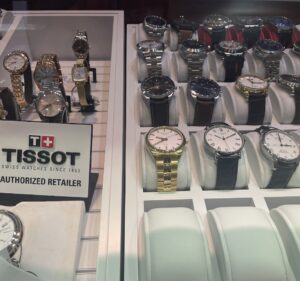 TISSOT
SWISS WATCHES SINCE 1853
AUTHORIZED RETAILER